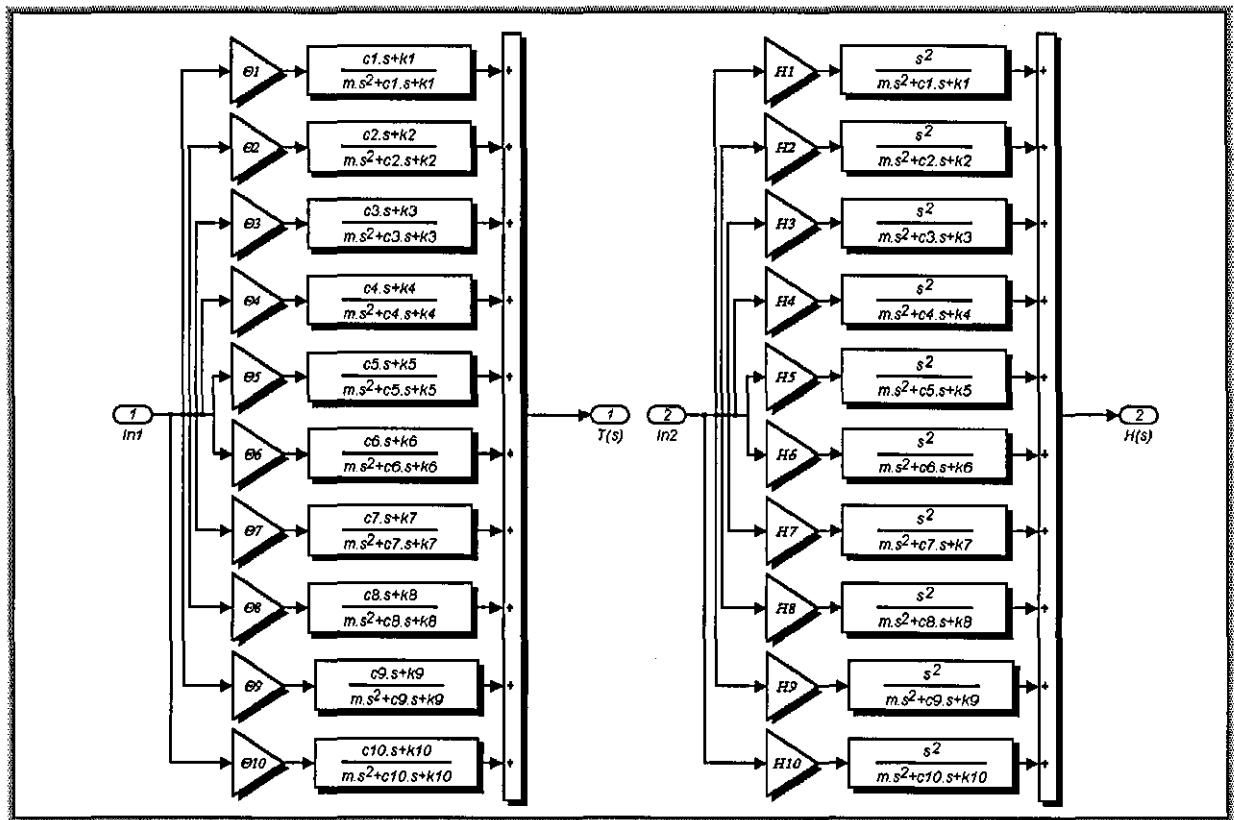 Θ1
c1.s+k1
m.s²+c1.s+k1
+
Θ2
c2.s+k2
m.s²+c2.s+k2
+
Θ3
c3.s+k3
m.s²+c3.s+k3
+
Θ4
c4.s+k4
m.s²+c4.s+k4
+
Θ5
c5.s+k5
m.s²+c5.s+k5
+
1
In1
1
T(s)
Θ6
c6.s+k6
m.s²+c6.s+k6
+
Θ7
c7.s+k7
m.s²+c7.s+k7
+
Θ8
c8.s+k8
m.s²+c8.s+k8
+
Θ9
c9.s+k9
m.s²+c9.s+k9
+
Θ10
c10.s+k10
m.s²+c10.s+k10
+
H1
s²
m.s²+c1.s+k1
+
H2
s²
m.s²+c2.s+k2
+
H3
s²
m.s²+c3.s+k3
+
H4
s²
m.s²+c4.s+k4
+
H5
s²
m.s²+c5.s+k5
+
2
In2
2
H(s)
H6
s²
m.s²+c6.s+k6
+
H7
s²
m.s²+c7.s+k7
+
H8
s²
m.s²+c8.s+k8
+
H9
s²
m.s²+c9.s+k9
+
H10
s²
m.s²+c10.s+k10
+